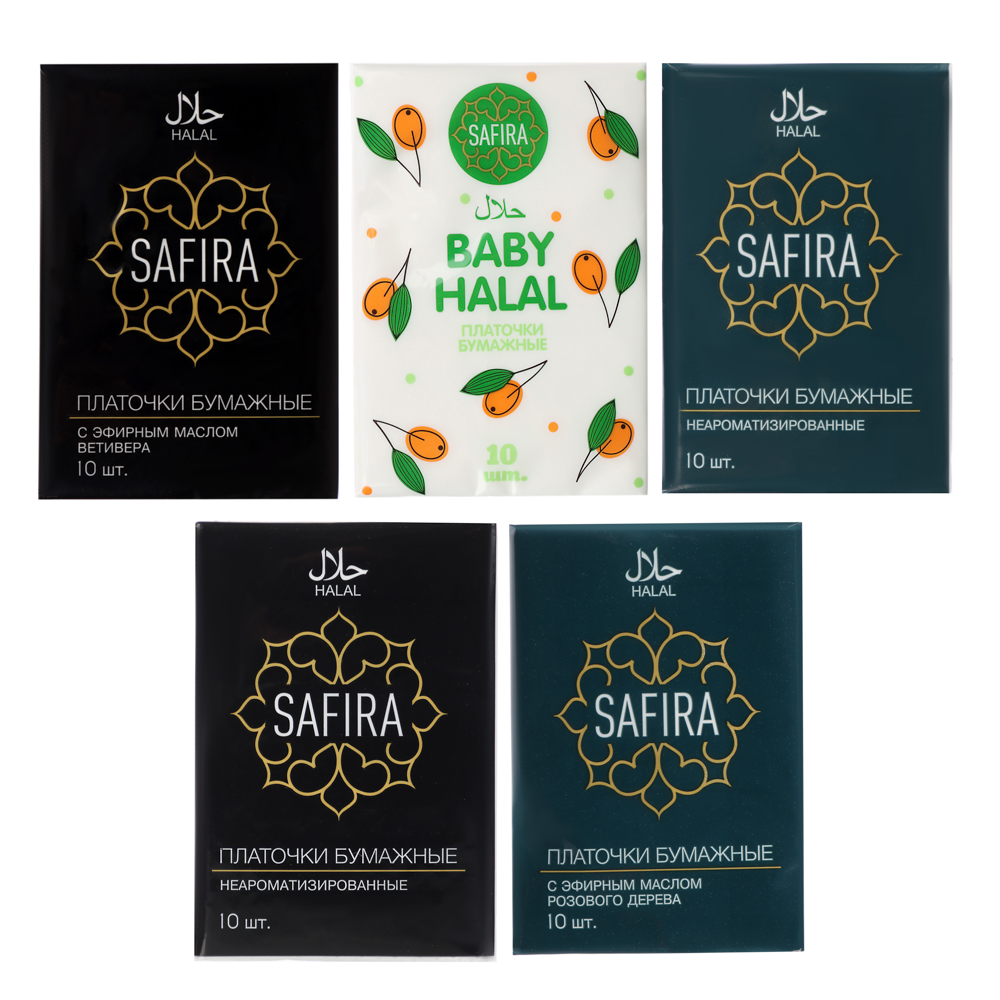 حلال
HALAL
SAFIRA
ПЛАТОЧКИ БУМАЖНЫЕ
С ЭФИРНЫМ МАСЛОМ
ВЕТИВЕРА
10 шт.
SAFIRA
حلال
BABY
HALAL
ПЛАТОЧКИ
БУМАЖНЫЕ
10
шт.
حلال
HALAL
SAFIRA
ПЛАТОЧКИ БУМАЖНЫЕ
НЕАРОМАТИЗИРОВАННЫЕ
10 шт.
حلال
HALAL
SAFIRA
ПЛАТОЧКИ БУМАЖНЫЕ
НЕАРОМАТИЗИРОВАННЫЕ
10 шт.
حلال
HALAL
SAFIRA
ПЛАТОЧКИ БУМАЖНЫЕ
С ЭФИРНЫМ МАСЛОМ
РОЗОВОГО ДЕРЕВА
10 шт.